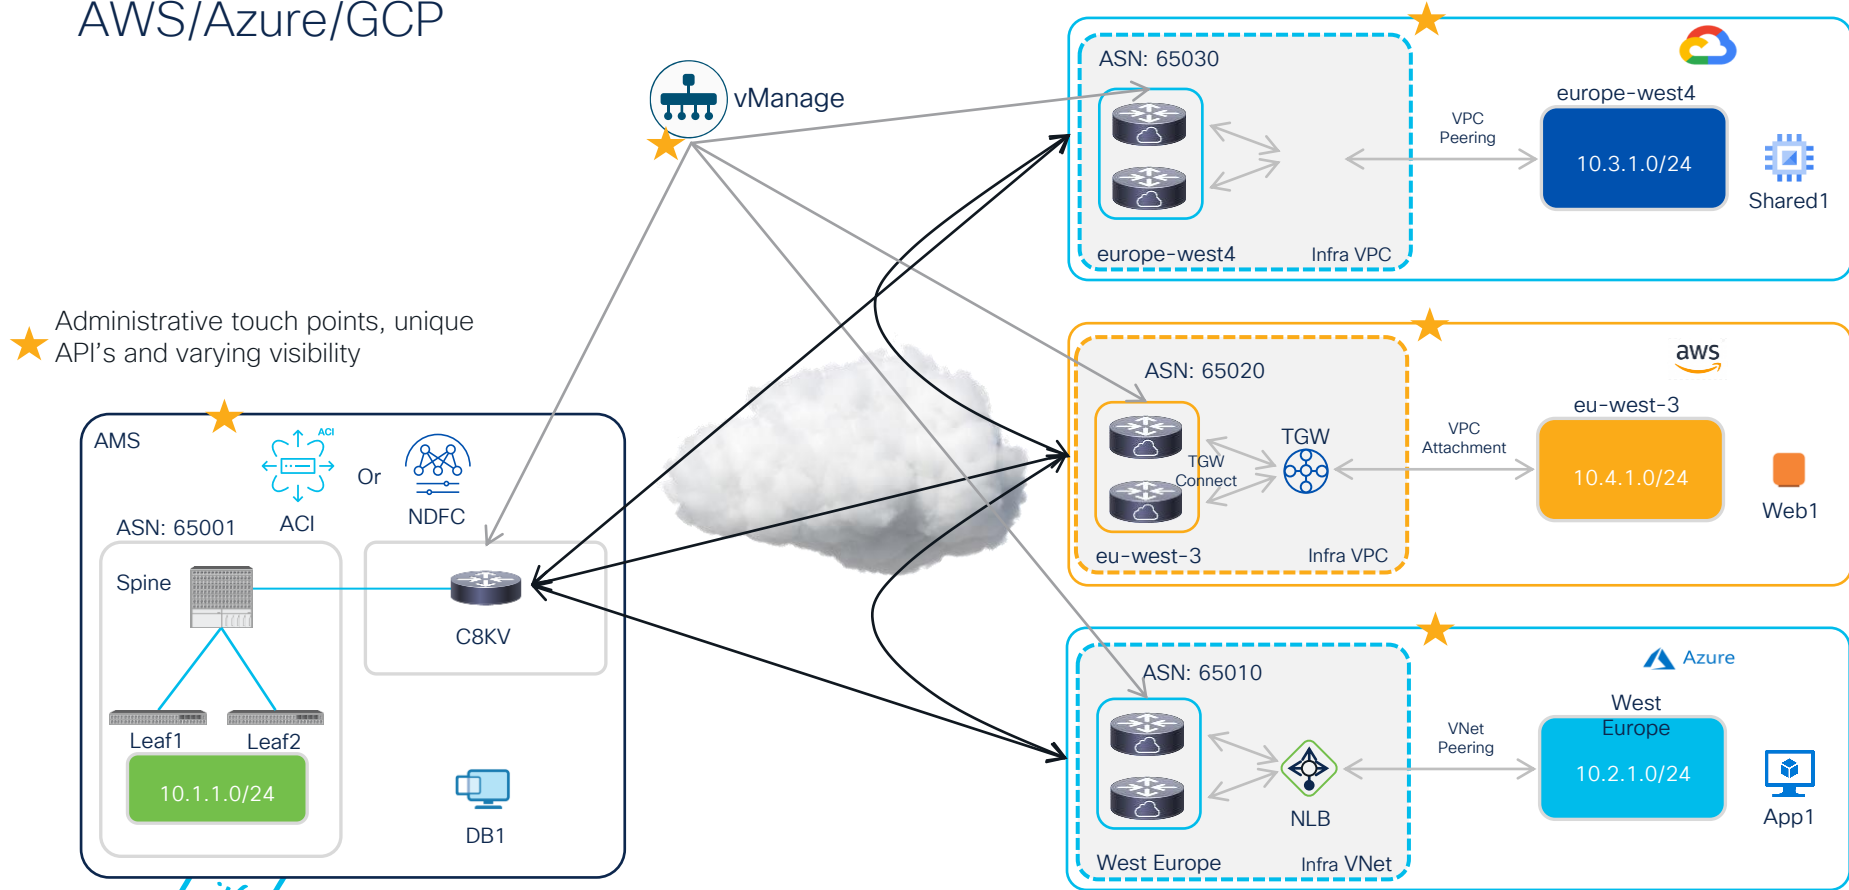 AWS/Azure/GCP
vManage
Administrative touch points, unique
API's and varying visibility
AMS
ACI
Or
ACI
NDFC
ASN: 65001
Spine
C8KV
Leaf1
Leaf2
10.1.1.0/24
DB1
ASN: 65030
europe-west4
Infra VPC
VPC
Peering
europe-west4
10.3.1.0/24
Shared1
ASN: 65020
TGW
TGW
Connect
eu-west-3
Infra VPC
VPC
Attachment
aws
eu-west-3
10.4.1.0/24
Web1
ASN: 65010
NLB
West Europe
Infra VNet
VNet
Peering
Azure
West
Europe
10.2.1.0/24
App1